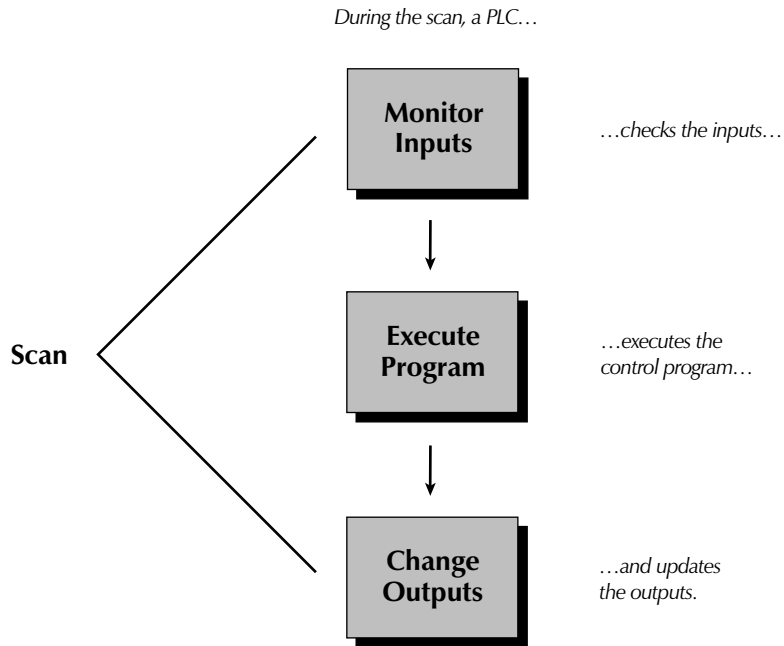 During the scan, a PLC…
Monitor
Inputs
…checks the inputs…
Scan
Execute
Program
…executes the
control program…
Change
Outputs
…and updates
the outputs.